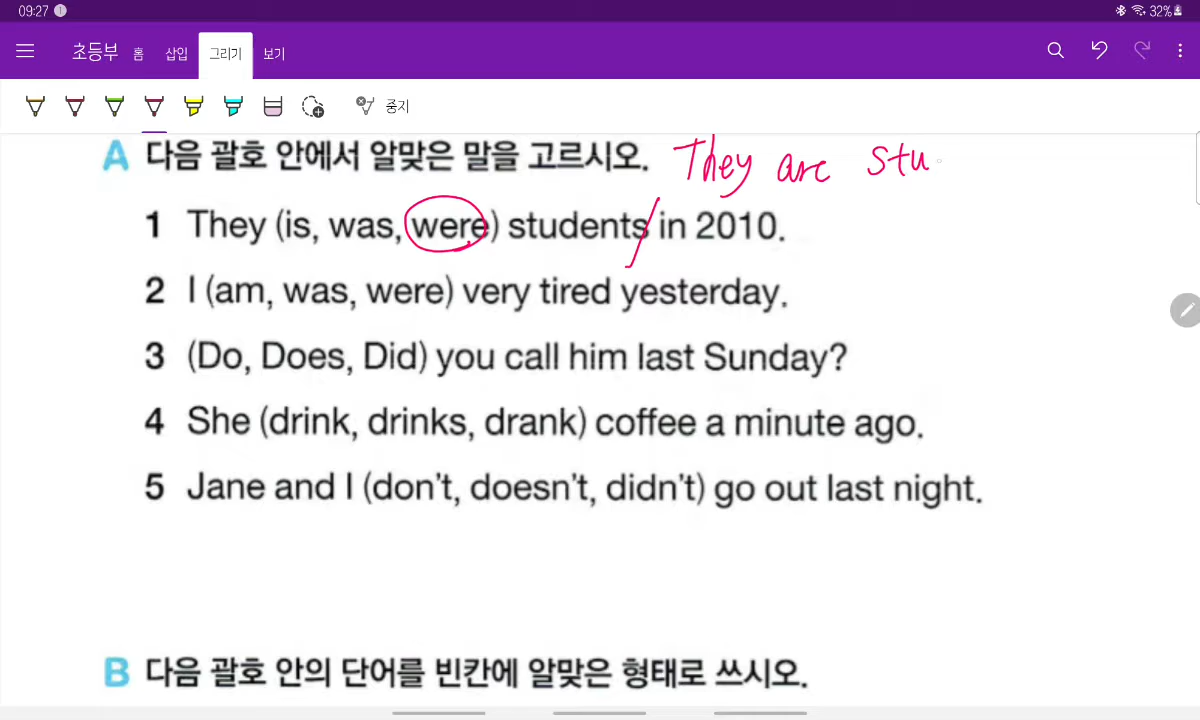 09:27
32%
초등부 홈 삽입 그리기 보기
중지
A 다음 괄호 안에서 알맞은 말을 고르시오. They are stu
1 They (is, was, were) students in 2010.
2 I (am, was, were) very tired yesterday.
3 (Do, Does, Did) you call him last Sunday?
4 She (drink, drinks, drank) coffee a minute ago.
5 Jane and I (don't, doesn't, didn't) go out last night.
B 다음 괄호 안의 단어를 빈칸에 알맞은 형태로 쓰시오.